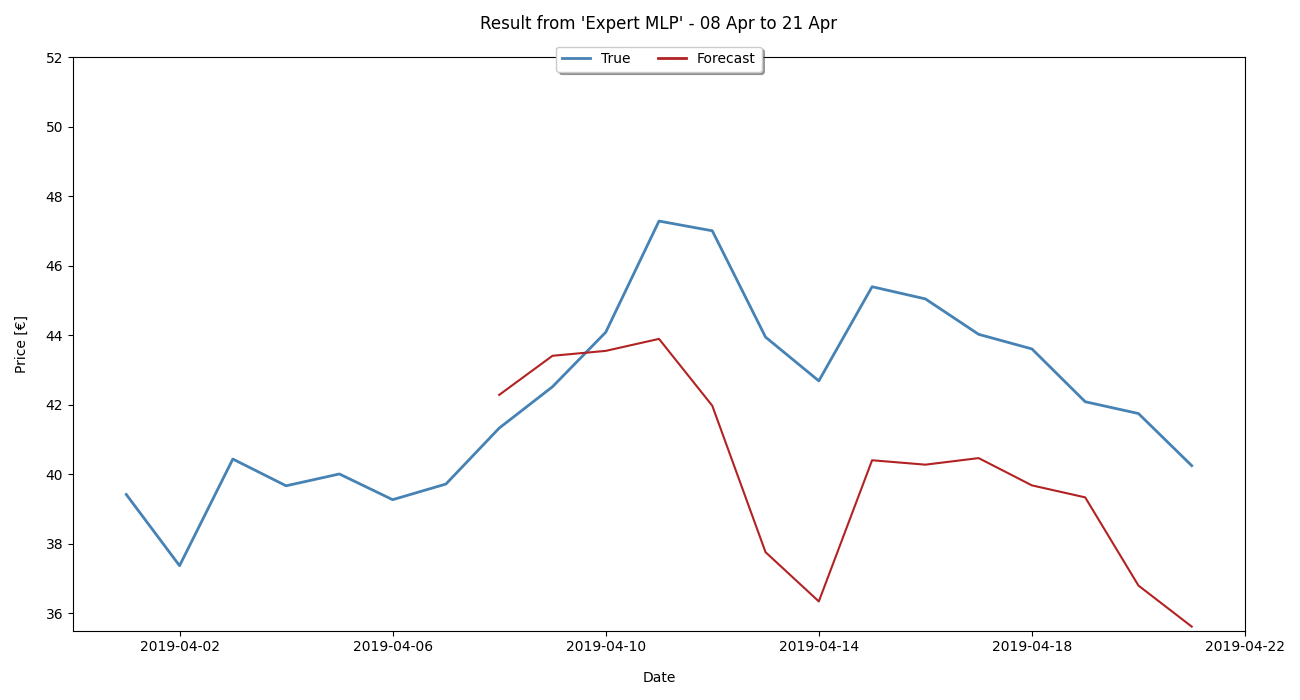 Result from 'Expert MLP' - 08 Apr to 21 Apr
True Forecast
52
50
48
46
44
42
40
38
36
Price [€]
2019-04-02 2019-04-06 2019-04-10 2019-04-14 2019-04-18 2019-04-22
Date